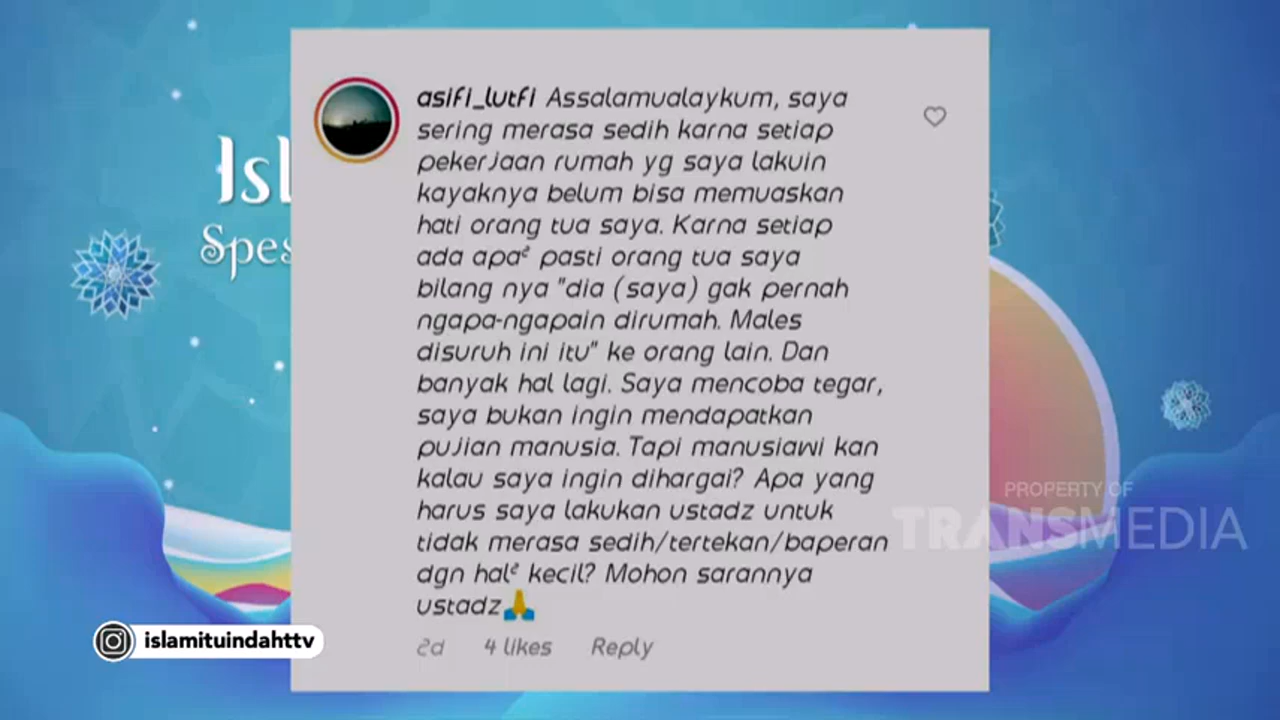 Isl
Spes
asifi_lutfi Assalamualaykum, saya
sering merasa sedih karna setiap
pekerjaan rumah yg saya lakuin
kayaknya belum bisa memuaskan
hati orang tua saya. Karna setiap
ada apa² pasti orang tua saya
bilang nya "dia (saya) gak pernah
ngapa-ngapain dirumah. Males
disuruh ini itu" ke orang lain. Dan
banyak hal lagi. Saya mencoba tegar,
saya bukan ingin mendapatkan
pujian manusia. Tapi manusiawi kan
kalau saya ingin dihargai? Apa yang
harus saya lakukan ustadz untuk
tidak merasa sedih/tertekan/baperan
dgn hal² kecil? Mohon sarannya
ustadz🙏
2d 4 likes Reply
PROPERTY OF
TRANSMEDIA
islamituindahttv